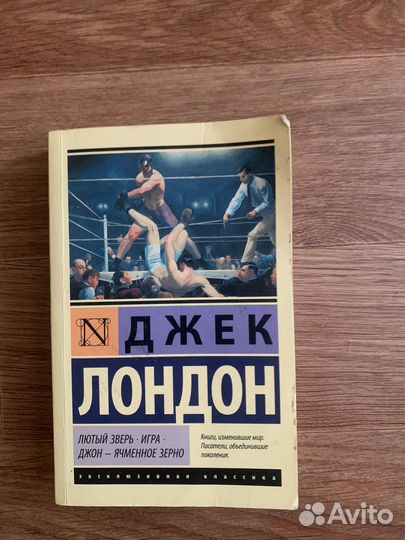 ДЖЕК
ЛОНДОН
ЛЮТЫЙ ЗВЕРЬ · ИГРА ·
ДЖОН – ЯЧМЕННОЕ ЗЕРНО
Книги, изменившие мир.
Писатели, объединившие
поколения.
эксклюзивная классика
Avito